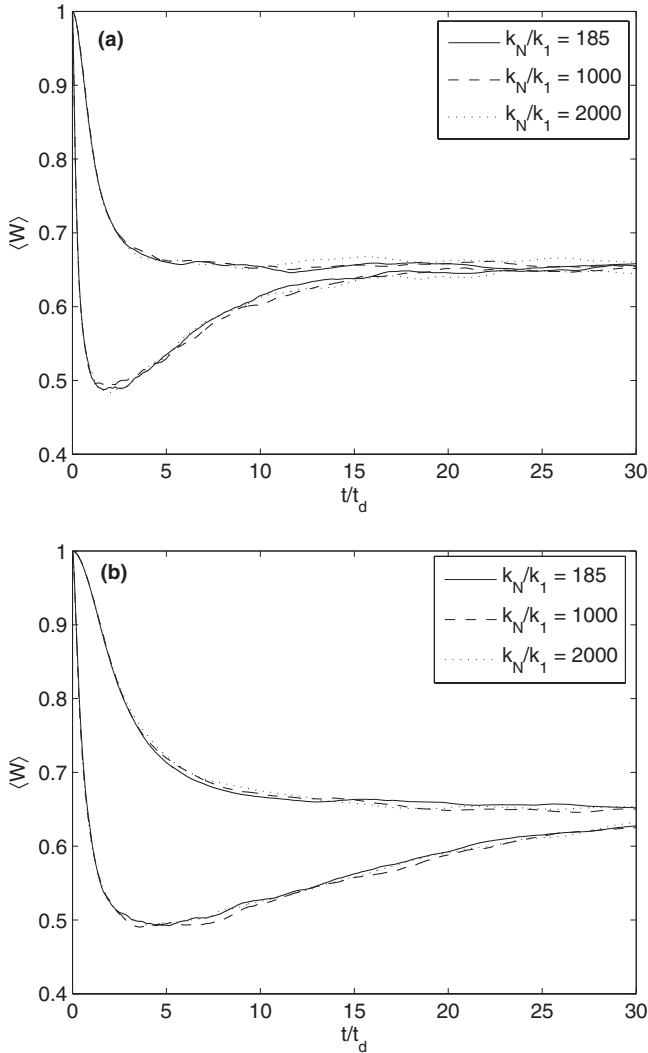 1
0.9
0.8
0.7
0.6
0.5
0.4
⟨W⟩
(a)
k_N/k_1 = 185
k_N/k_1 = 1000
k_N/k_1 = 2000
0 5 10 15 20 25 30
t/t_d
1
0.9
0.8
0.7
0.6
0.5
0.4
⟨W⟩
(b)
k_N/k_1 = 185
k_N/k_1 = 1000
k_N/k_1 = 2000
0 5 10 15 20 25 30
t/t_d